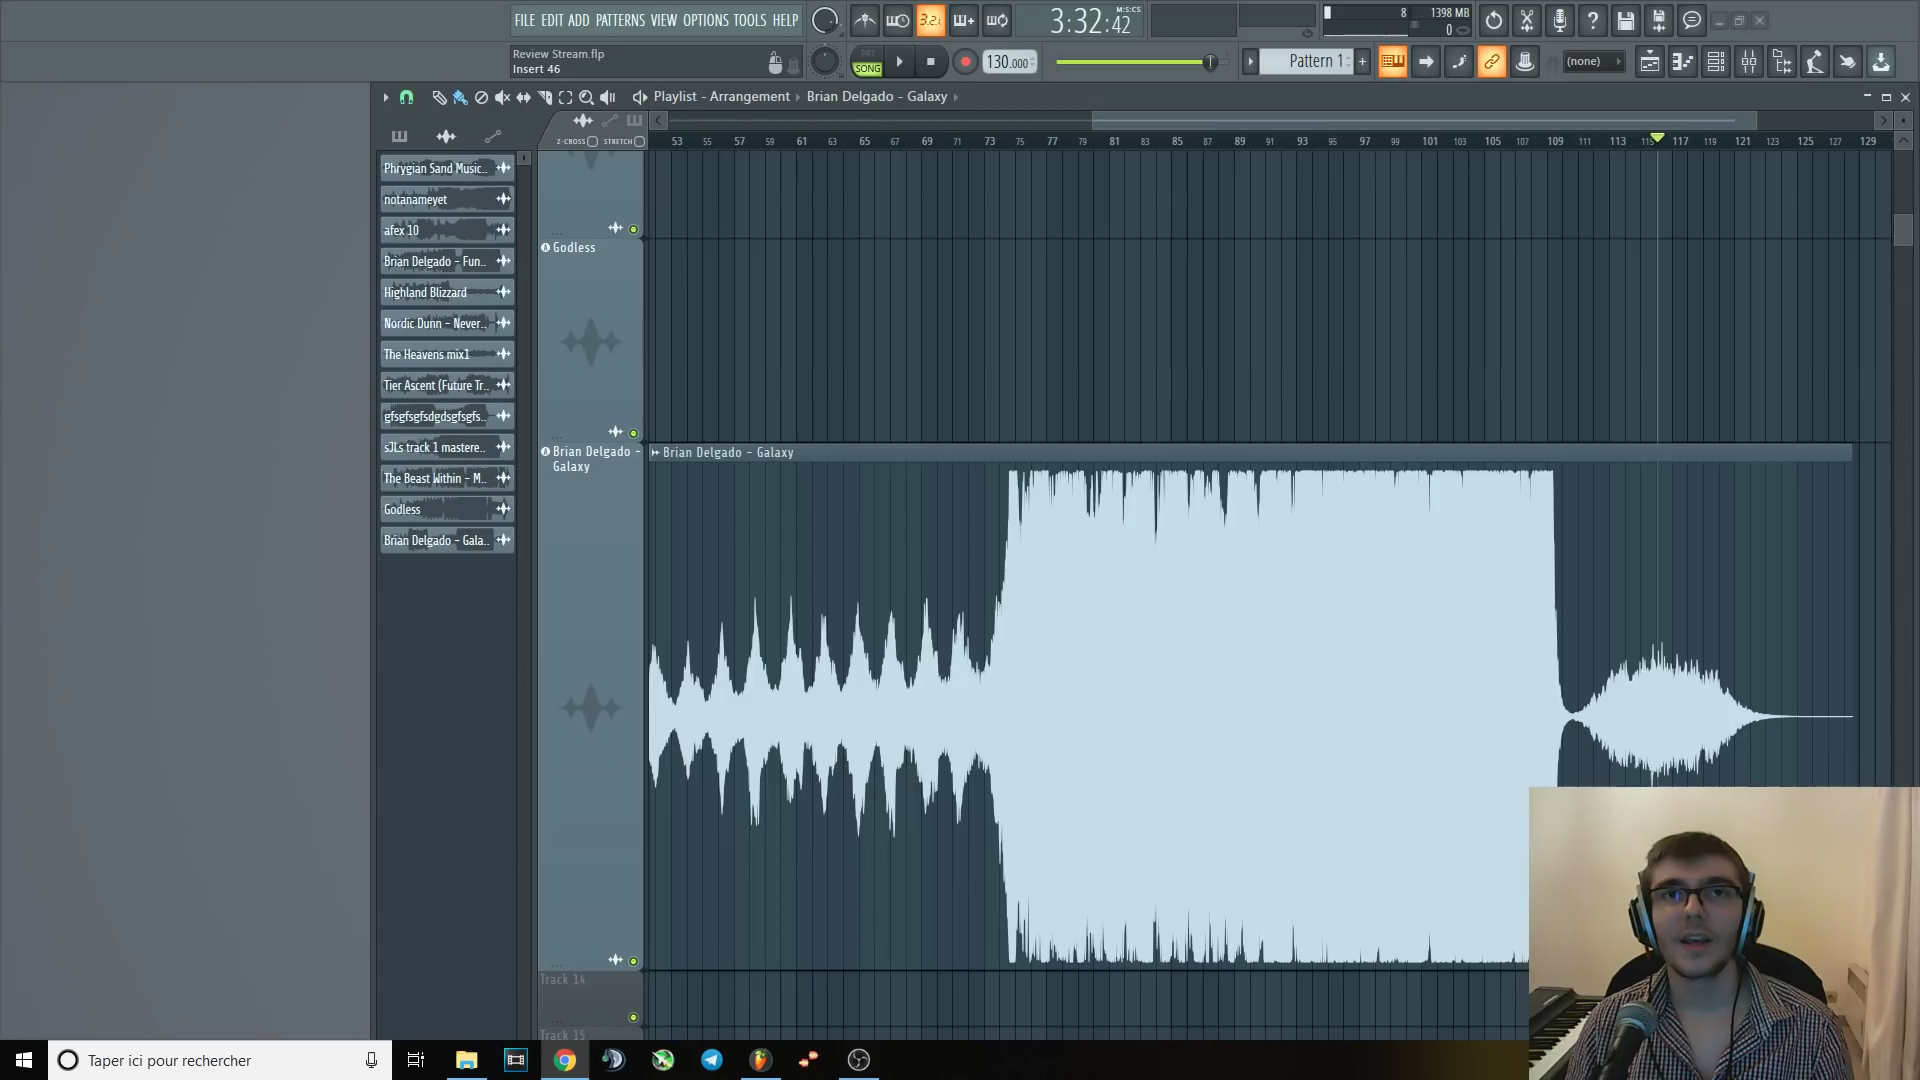 FILE EDIT ADD PATTERNS VIEW OPTIONS TOOLS HELP
3:32:42
M:S:CS
8
1398 MB
0
Review Stream.flp
Insert 46
PAT
SONG
130.000
Pattern 1
(none)
Playlist - Arrangement
Brian Delgado - Galaxy
Z-CROSS
STRETCH
53 55 57 59 61 63 65 67 69 71 73 75 77 79 81 83 85 87 89 91 93 95 97 99 101 103 105 107 109 111 113 115 117 119 121 123 125 127 129
Phrygian Sand Music..
notanameyet
afex 10
Brian Delgado - Fun..
Highland Blizzard
Nordic Dunn - Never..
The Heavens mix1
Tier Ascent (Future Tr..
gfsgfsgfsdgdsgfsgfs..
sJLs track 1 mastere..
The Beast Within - M..
Godless
Brian Delgado - Gala..
Godless
Brian Delgado -
Galaxy
Brian Delgado - Galaxy
Track 14
Track 15
Taper ici pour rechercher